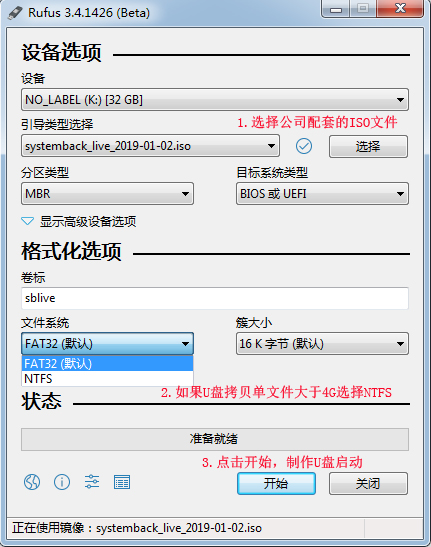 Rufus 3.4.1426 (Beta)
设备选项
设备
NO_LABEL (K:) [32 GB]
引导类型选择
1.选择公司配套的ISO文件
systemback_live_2019-01-02.iso
选择
分区类型
目标系统类型
MBR
BIOS 或 UEFI
显示高级设备选项
格式化选项
卷标
sblive
文件系统
簇大小
FAT32 (默认)
16 K 字节 (默认)
FAT32 (默认)
NTFS
2.如果U盘拷贝单文件大于4G选择NTFS
状态
准备就绪
3.点击开始，制作U盘启动
开始
关闭
正在使用镜像：systemback_live_2019-01-02.iso